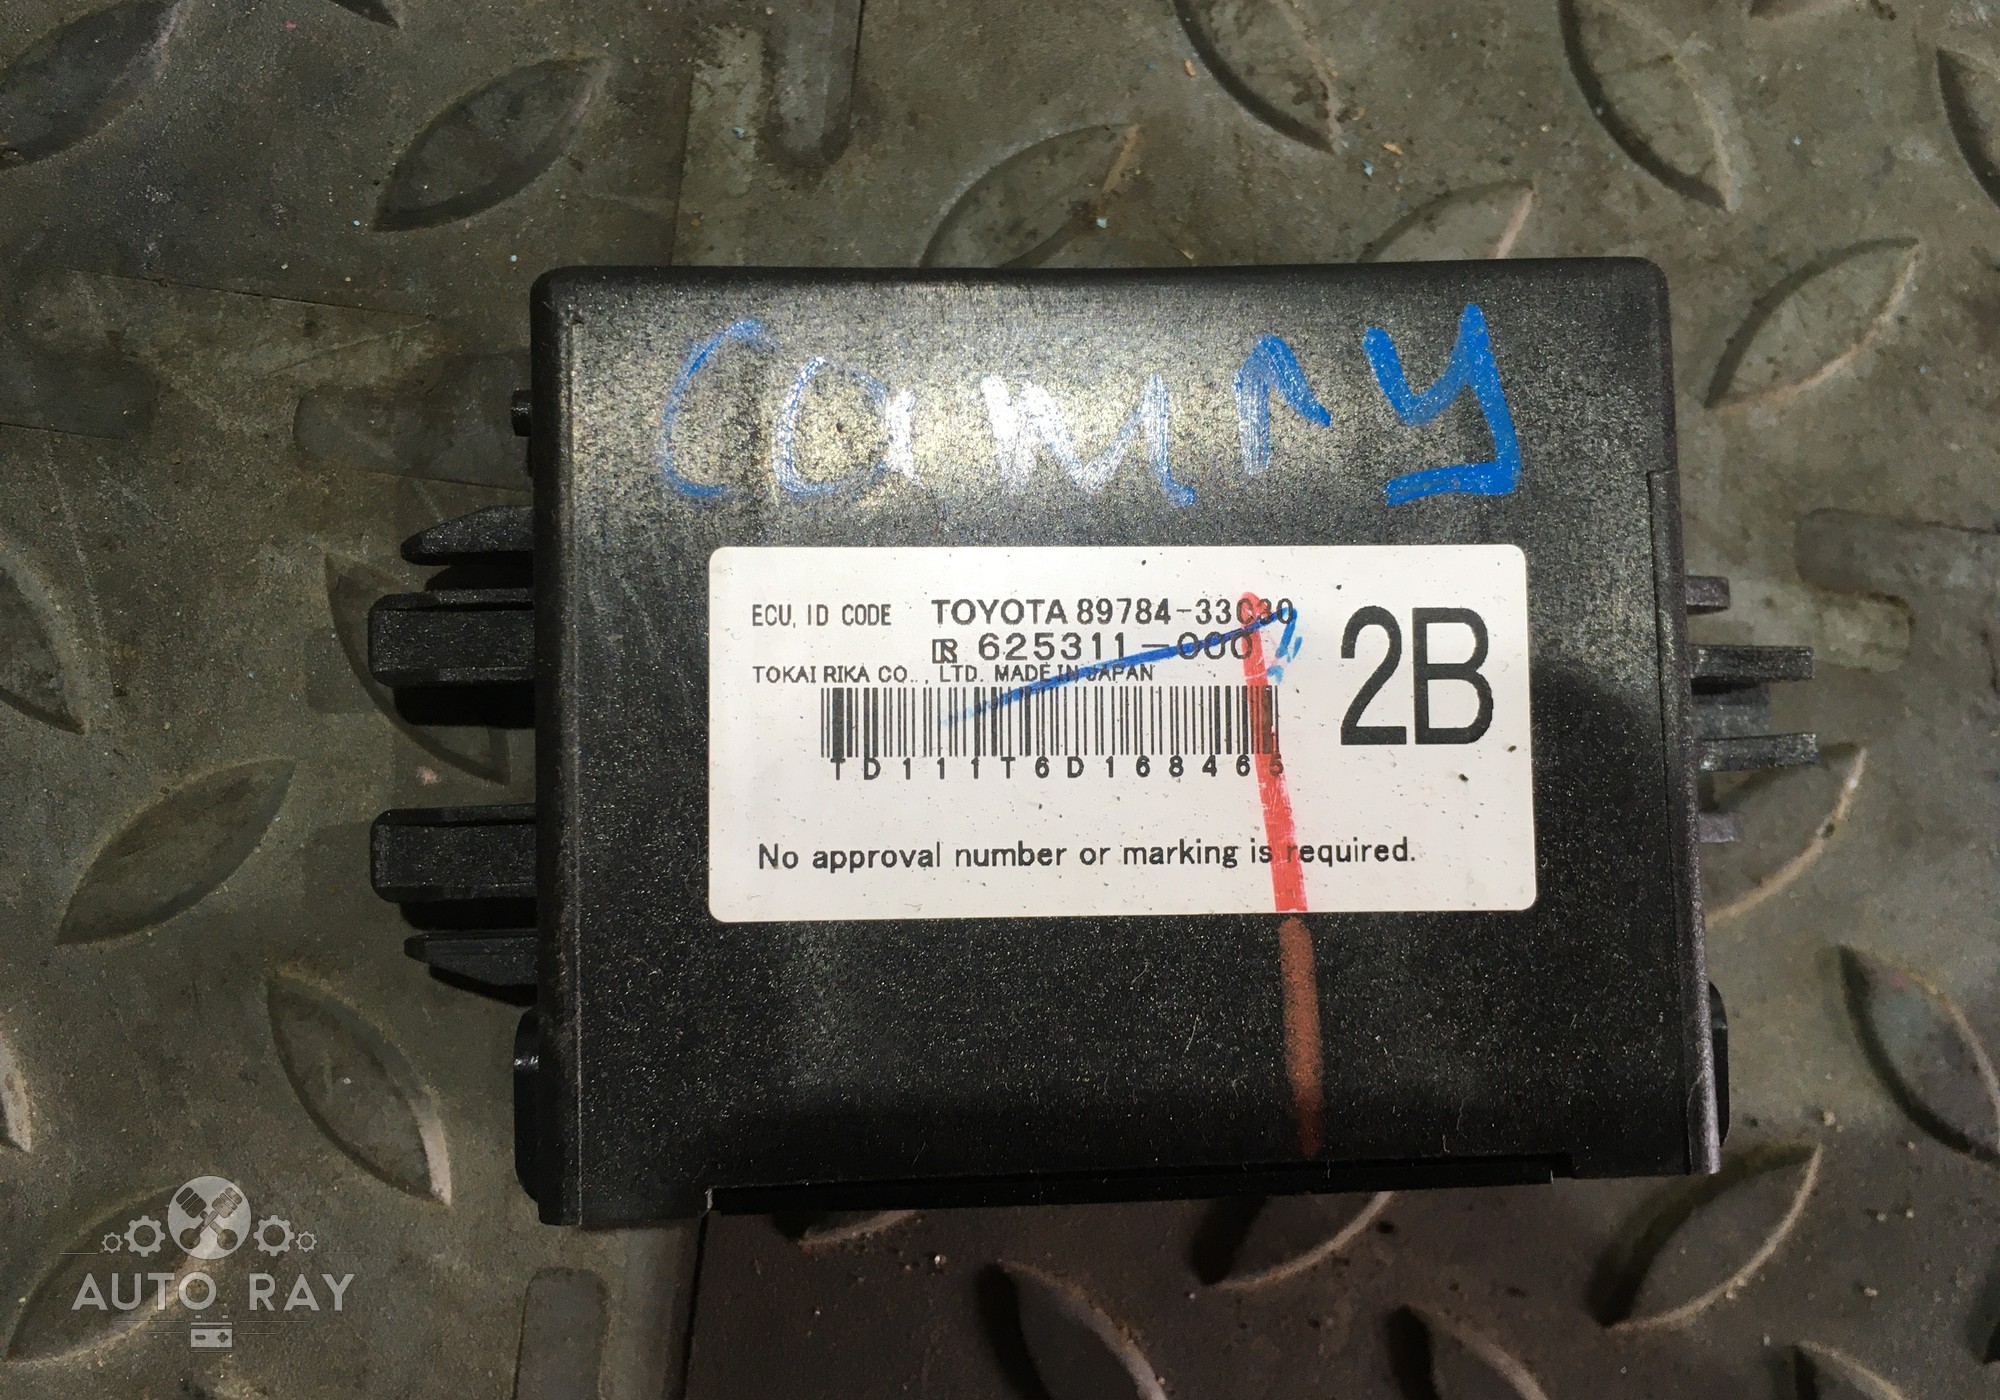 Camry
ECU, ID CODE TOYOTA 89784-33030
625311-000
TOKAI RIKA CO., LTD. MADE IN JAPAN
2B
TD111T6D168465
No approval number or marking is required.
AUTO RAY